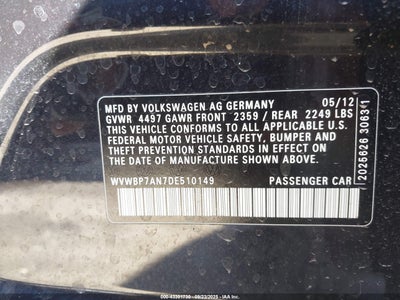 MFD BY VOLKSWAGEN AG GERMANY 05/12
GVWR 4497 GAWR FRONT 2359 / REAR 2249 LBS
THIS VEHICLE CONFORMS TO ALL APPLICABLE U.S.
FEDERAL MOTOR VEHICLE SAFETY, BUMPER AND
THEFT PREVENTION STANDARDS IN EFFECT ON THE
DATE OF MANUFACTURE SHOWN ABOVE
WVWBP7AN7DE510149 PASSENGER CAR